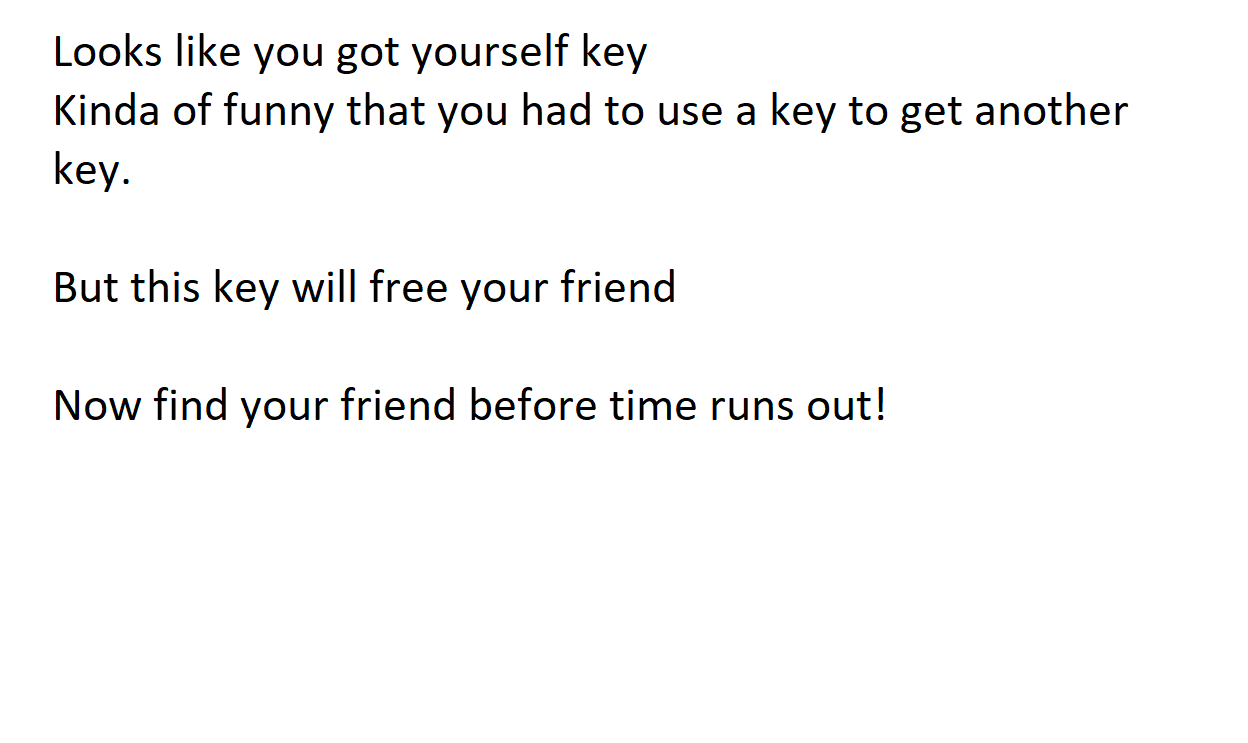 Looks like you got yourself key
Kinda of funny that you had to use a key to get another
key.
But this key will free your friend
Now find your friend before time runs out!